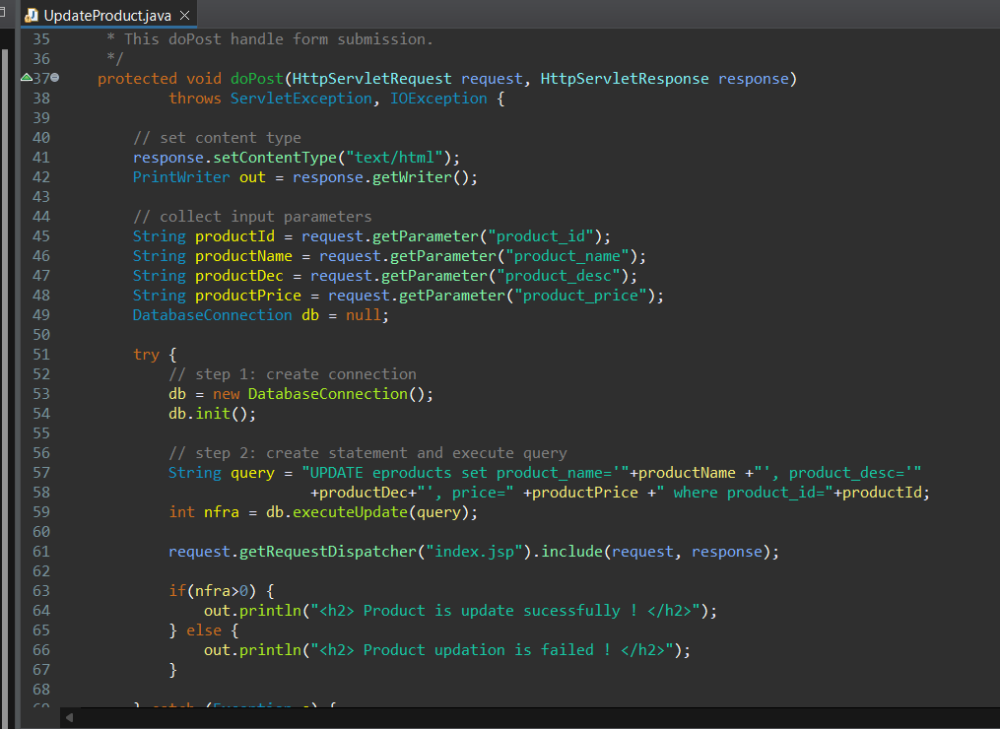 UpdateProduct.java
35 * This doPost handle form submission.
36 */
37 protected void doPost(HttpServletRequest request, HttpServletResponse response)
38 throws ServletException, IOException {
39
40 // set content type
41 response.setContentType("text/html");
42 PrintWriter out = response.getWriter();
43
44 // collect input parameters
45 String productId = request.getParameter("product_id");
46 String productName = request.getParameter("product_name");
47 String productDec = request.getParameter("product_desc");
48 String productPrice = request.getParameter("product_price");
49 DatabaseConnection db = null;
50
51 try {
52 // step 1: create connection
53 db = new DatabaseConnection();
54 db.init();
55
56 // step 2: create statement and execute query
57 String query = "UPDATE eproducts set product_name='"+productName +"', product_desc='"
58 +productDec+"', price=" +productPrice +" where product_id="+productId;
59 int nfra = db.executeUpdate(query);
60
61 request.getRequestDispatcher("index.jsp").include(request, response);
62
63 if(nfra>0) {
64 out.println("<h2> Product is update sucessfully ! </h2>");
65 } else {
66 out.println("<h2> Product updation is failed ! </h2>");
67 }
68
69 } catch (Exception e) {